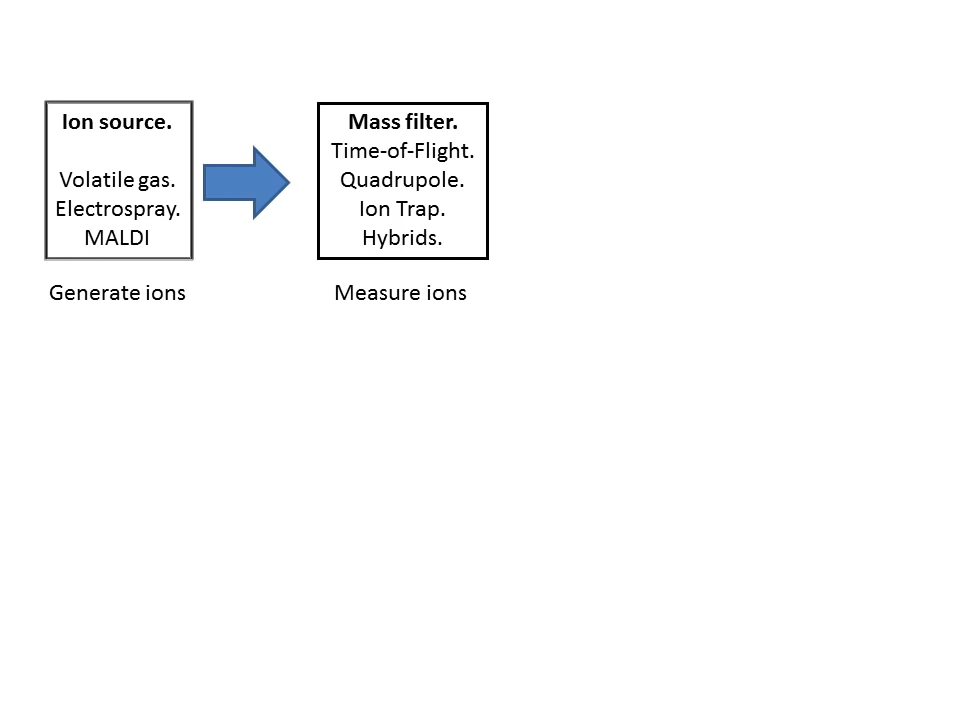 Ion source.
Volatile gas.
Electrospray.
MALDI
Generate ions
Mass filter.
Time-of-Flight.
Quadrupole.
Ion Trap.
Hybrids.
Measure ions